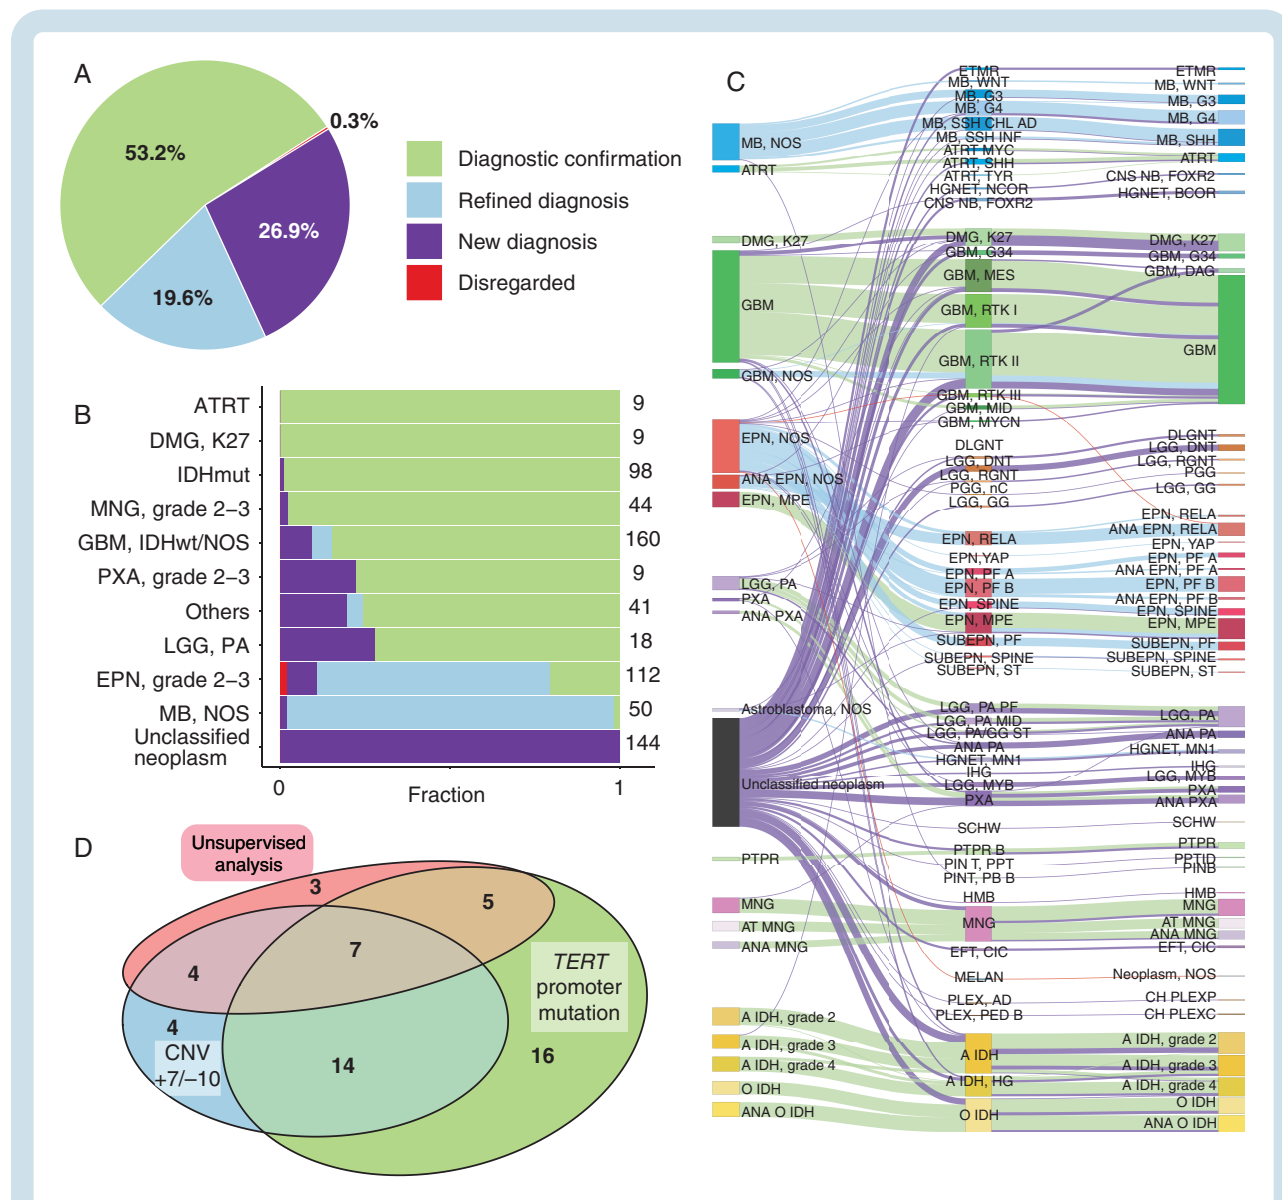 A
53.2%
0.3%
26.9%
19.6%
Diagnostic confirmation
Refined diagnosis
New diagnosis
Disregarded
B
ATRT 9
DMG, K27 9
IDHmut 98
MNG, grade 2–3 44
GBM, IDHwt/NOS 160
PXA, grade 2–3 9
Others 41
LGG, PA 18
EPN, grade 2–3 112
MB, NOS 50
Unclassified
neoplasm 144
0 1
Fraction
D
Unsupervised
analysis
3
5
7
4
TERT
promoter
mutation
4
CNV
+7/–10
14
16
C
MB, NOS
ATRT
DMG, K27
GBM
GBM, NOS
EPN, NOS
ANA EPN, NOS
EPN, MPE
LGG, PA
PXA
ANA PXA
Astroblastoma, NOS
Unclassified neoplasm
PTPR
MNG
AT MNG
ANA MNG
A IDH, grade 2
A IDH, grade 3
A IDH, grade 4
O IDH
ANA O IDH
ETMR
MB, WNT
MB, G3
MB, G4
MB, SSH CHL AD
MB, SSH INF
ATRT MYC
ATRT, SHH
ATRT, TYR
HGNET, NCOR
CNS NB, FOXR2
DMG, K27
GBM, G34
GBM, MES
GBM, RTK I
GBM, RTK II
GBM, RTK III
GBM, MID
GBM, MYCN
DLGNT
LGG, DNT
LGG, RGNT
PGG, nC
LGG, GG
EPN, RELA
EPN,YAP
EPN, PF A
EPN, PF B
EPN, SPINE
EPN, MPE
SUBEPN, PF
SUBEPN, SPINE
SUBEPN, ST
LGG, PA PF
LGG, PA MID
LGG, PA/GG ST
ANA PA
HGNET, MN1
IHG
LGG, MYB
PXA
SCHW
PTPR B
PIN T, PPT
PINT, PB B
HMB
MNG
EFT, CIC
MELAN
PLEX, AD
PLEX, PED B
A IDH
A IDH, HG
O IDH
ETMR
MB, WNT
MB, G3
MB, G4
MB, SHH
ATRT
CNS NB, FOXR2
HGNET, BCOR
DMG, K27
GBM, G34
GBM, DAG
GBM
DLGNT
LGG, DNT
LGG, RGNT
PGG
LGG, GG
EPN, RELA
ANA EPN, RELA
EPN, YAP
EPN, PF A
ANA EPN, PF A
EPN, PF B
ANA EPN, PF B
EPN, SPINE
EPN, MPE
SUBEPN, PF
SUBEPN, SPINE
SUBEPN, ST
LGG, PA
ANA PA
HGNET, MN1
IHG
LGG, MYB
PXA
ANA PXA
SCHW
PTPR
PPTID
PINB
HMB
MNG
AT MNG
ANA MNG
EFT, CIC
Neoplasm, NOS
CH PLEXP
CH PLEXC
A IDH, grade 2
A IDH, grade 3
A IDH, grade 4
O IDH
ANA O IDH